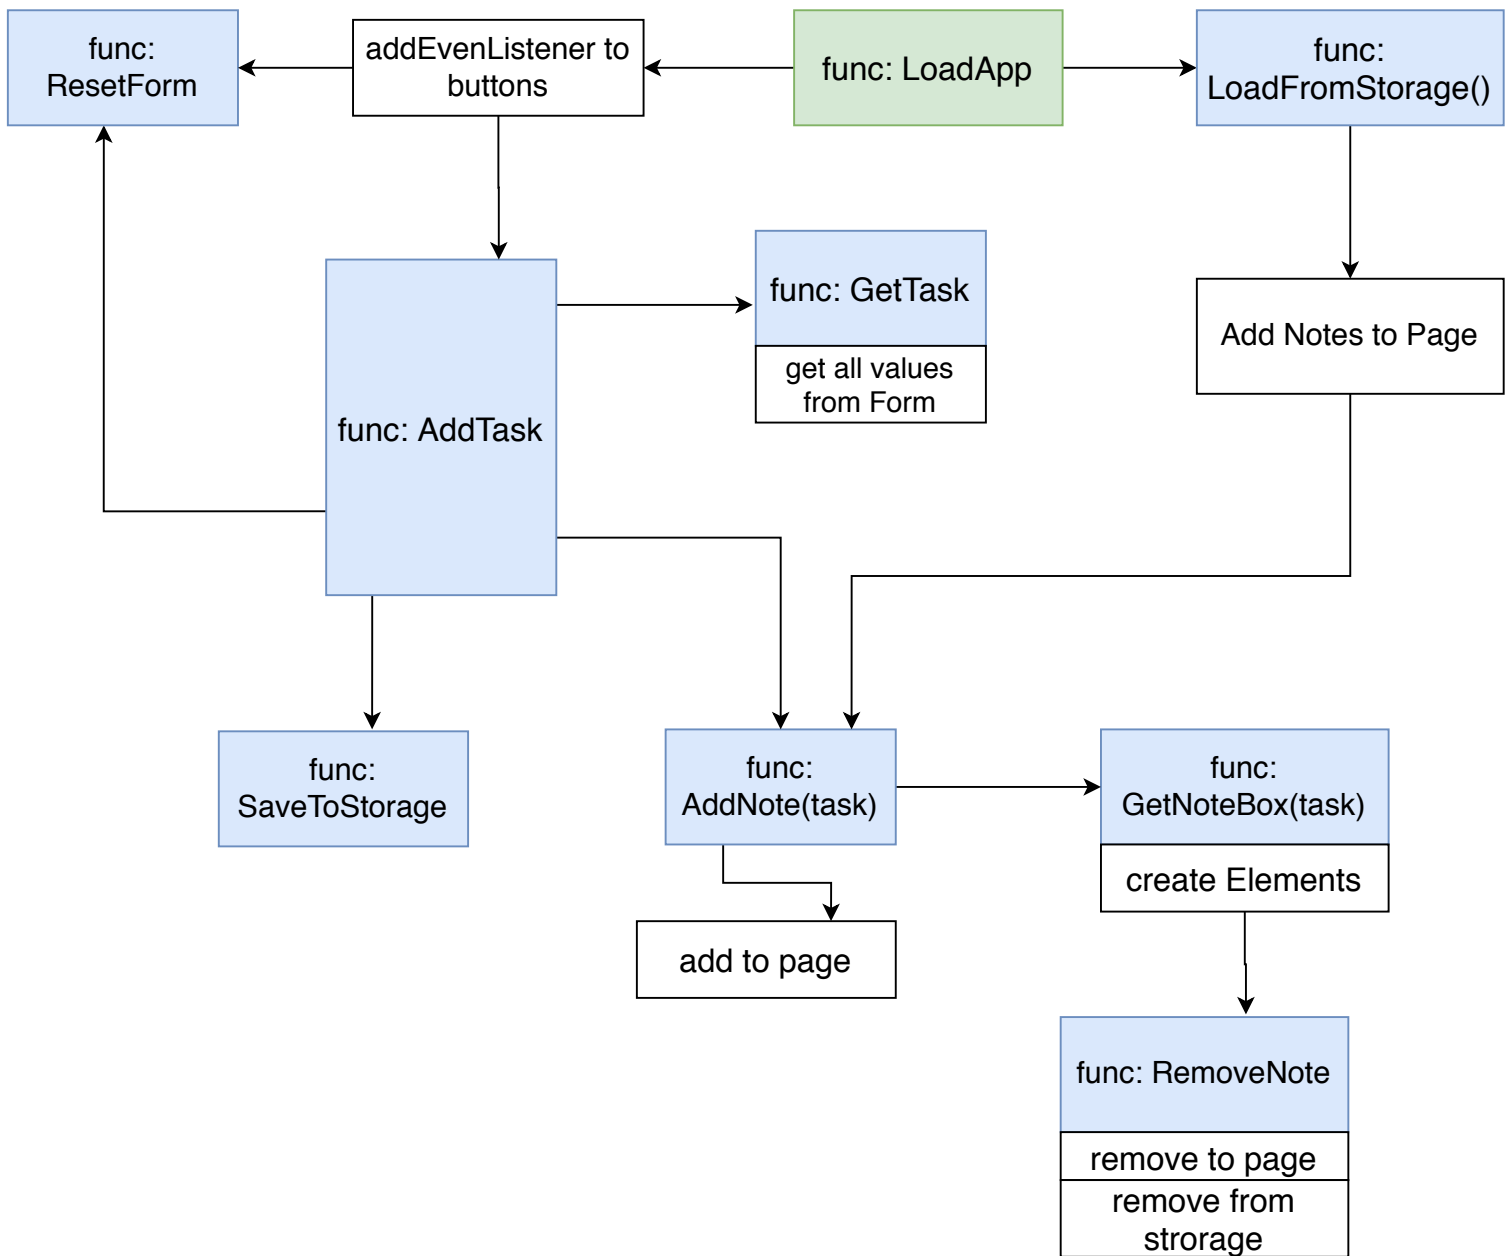 func:
ResetForm
addEvenListener to
buttons
func: LoadApp
func:
LoadFromStorage()
func: GetTask
get all values
from Form
Add Notes to Page
func: AddTask
func:
SaveToStorage
func:
AddNote(task)
func:
GetNoteBox(task)
create Elements
add to page
func: RemoveNote
remove to page
remove from
strorage